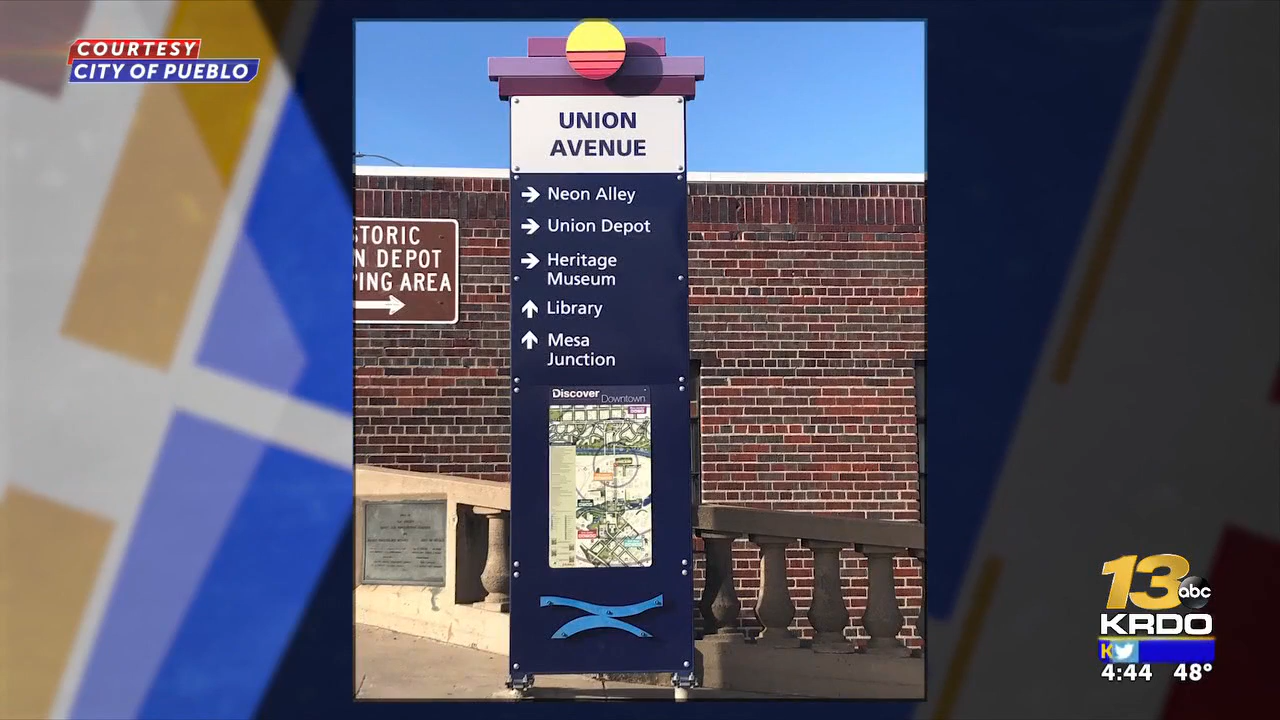 COURTESY
CITY OF PUEBLO
UNION
AVENUE
→ Neon Alley
→ Union Depot
→ Heritage
Museum
↑ Library
↑ Mesa
Junction
TORIC
N DEPOT
PING AREA
Discover
Downtown
13 abc
KRDO
K
4:44 48°